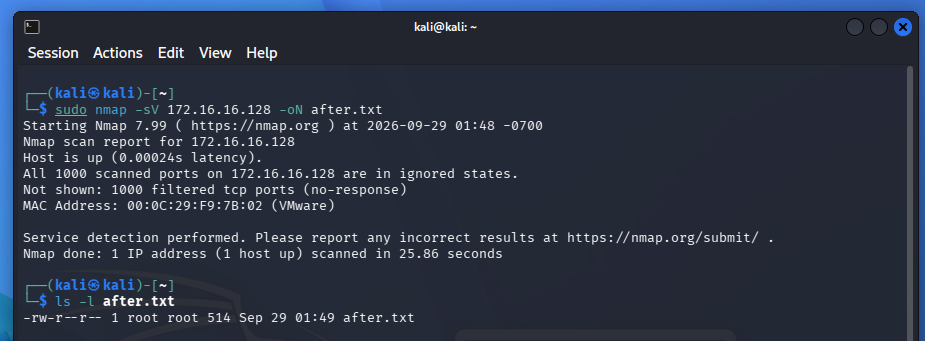 kali@kali: ~
Session Actions Edit View Help
┌──(kali㉿kali)-[~]
└─$ sudo nmap -sV 172.16.16.128 -oN after.txt
Starting Nmap 7.99 ( https://nmap.org ) at 2026-09-29 01:48 -0700
Nmap scan report for 172.16.16.128
Host is up (0.00024s latency).
All 1000 scanned ports on 172.16.16.128 are in ignored states.
Not shown: 1000 filtered tcp ports (no-response)
MAC Address: 00:0C:29:F9:7B:02 (VMware)
Service detection performed. Please report any incorrect results at https://nmap.org/submit/ .
Nmap done: 1 IP address (1 host up) scanned in 25.86 seconds
┌──(kali㉿kali)-[~]
└─$ ls -l after.txt
-rw-r--r-- 1 root root 514 Sep 29 01:49 after.txt